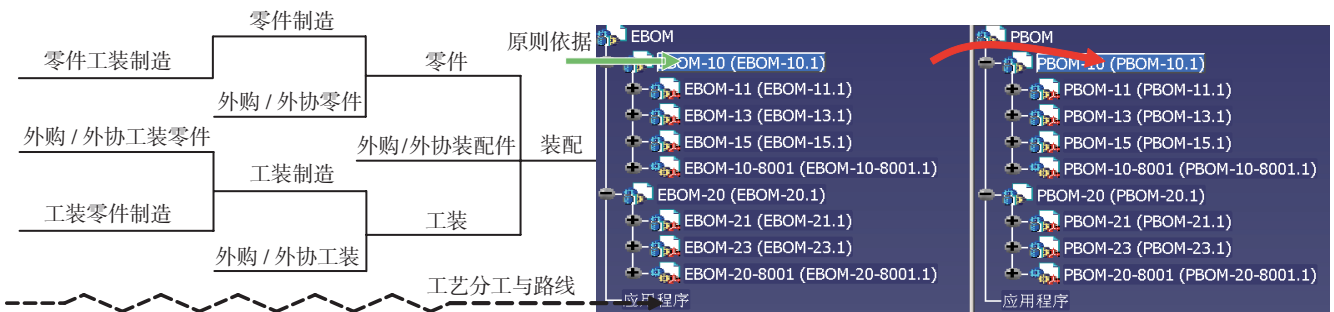 零件制造
零件工装制造
零件
外购 / 外协零件
外购 / 外协工装零件
外购/外协装配件
装配
工装制造
工装零件制造
工装
外购 / 外协工装
工艺分工与路线
原则依据
EBOM
BOM-10 (EBOM-10.1)
EBOM-11 (EBOM-11.1)
EBOM-13 (EBOM-13.1)
EBOM-15 (EBOM-15.1)
EBOM-10-8001 (EBOM-10-8001.1)
EBOM-20 (EBOM-20.1)
EBOM-21 (EBOM-21.1)
EBOM-23 (EBOM-23.1)
EBOM-20-8001 (EBOM-20-8001.1)
应用程序
PBOM
PBOM-10 (PBOM-10.1)
PBOM-11 (PBOM-11.1)
PBOM-13 (PBOM-13.1)
PBOM-15 (PBOM-15.1)
PBOM-10-8001 (PBOM-10-8001.1)
PBOM-20 (PBOM-20.1)
PBOM-21 (PBOM-21.1)
PBOM-23 (PBOM-23.1)
PBOM-20-8001 (PBOM-20-8001.1)
应用程序